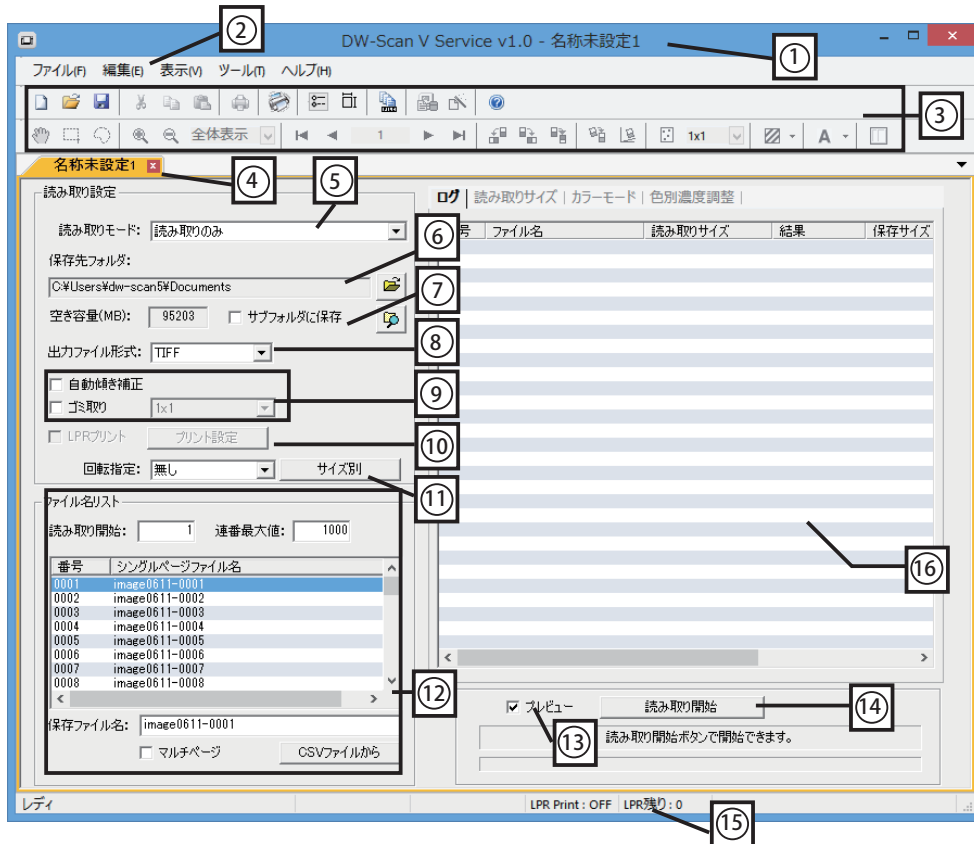 ②
DW-Scan V Service v1.0 - 名称未設定1
①
ファイル(F) 編集(E) 表示(V) ツール(T) ヘルプ(H)
③
全体表示 1 1x1 A
名称未設定1
④
⑤
読み取り設定
ログ 読み取りサイズ カラーモード 色別濃度調整
読み取りモード: 読み取りのみ
⑥
号 ファイル名 読み取りサイズ 結果 保存サイズ
保存先フォルダ:
C:¥Users¥dw-scan5¥Documents
⑦
空き容量(MB): 95203 サブフォルダに保存
⑧
出力ファイル形式: TIFF
自動傾き補正
⑨
ゴミ取り 1x1
LPRプリント プリント設定
⑩
回転指定: 無し サイズ別
⑪
ファイル名リスト
読み取り開始: 1 連番最大値: 1000
番号 シングルページファイル名
0001 image0611-0001
0002 image0611-0002
0003 image0611-0003
0004 image0611-0004
0005 image0611-0005
0006 image0611-0006
0007 image0611-0007
0008 image0611-0008
⑯
⑫
保存ファイル名: image0611-0001
マルチページ CSVファイルから
プレビュー 読み取り開始
⑭
⑬
読み取り開始ボタンで開始できます。
レディ LPR Print : OFF LPR残り : 0
⑮